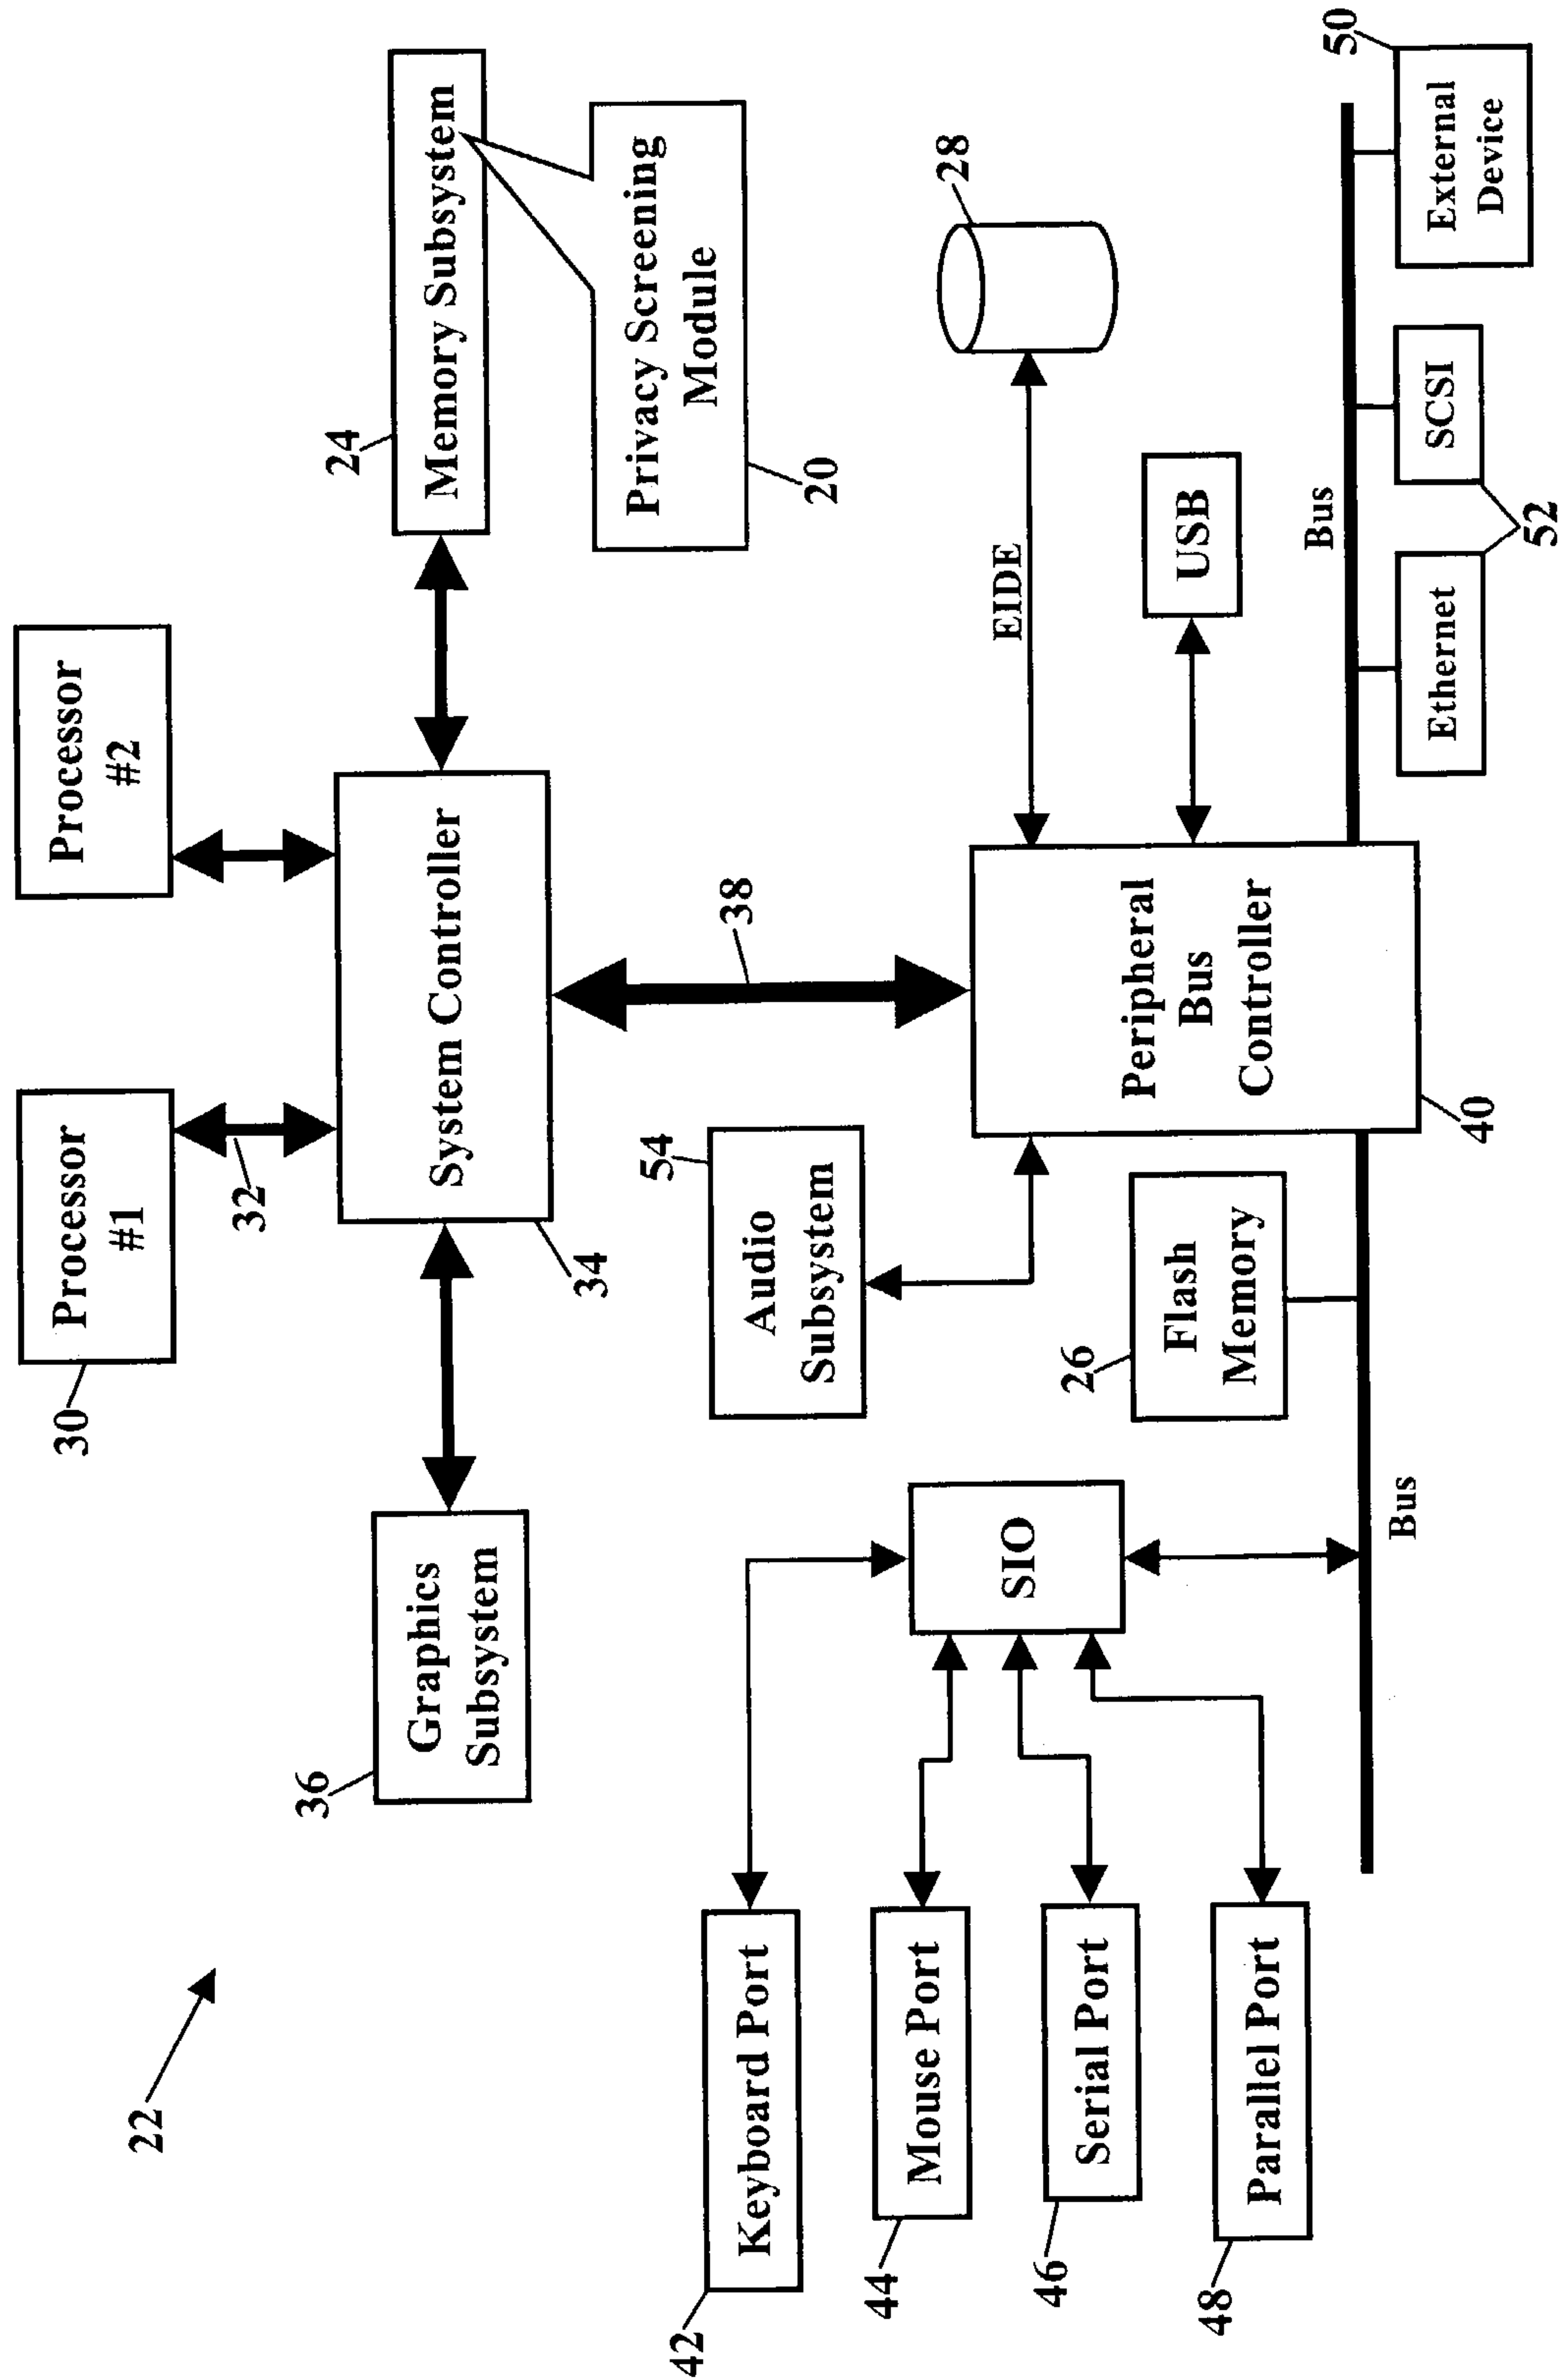 22
30
Processor
#1
32
Processor
#2
36
Graphics
Subsystem
System Controller
34
24
Memory Subsystem
Privacy Screening
Module
20
38
42
Keyboard Port
44
Mouse Port
46
Serial Port
48
Parallel Port
SIO
54
Audio
Subsystem
26
Flash
Memory
Bus
Peripheral
Bus
Controller
40
EIDE
28
USB
Bus
Ethernet
SCSI
52
External
Device
50